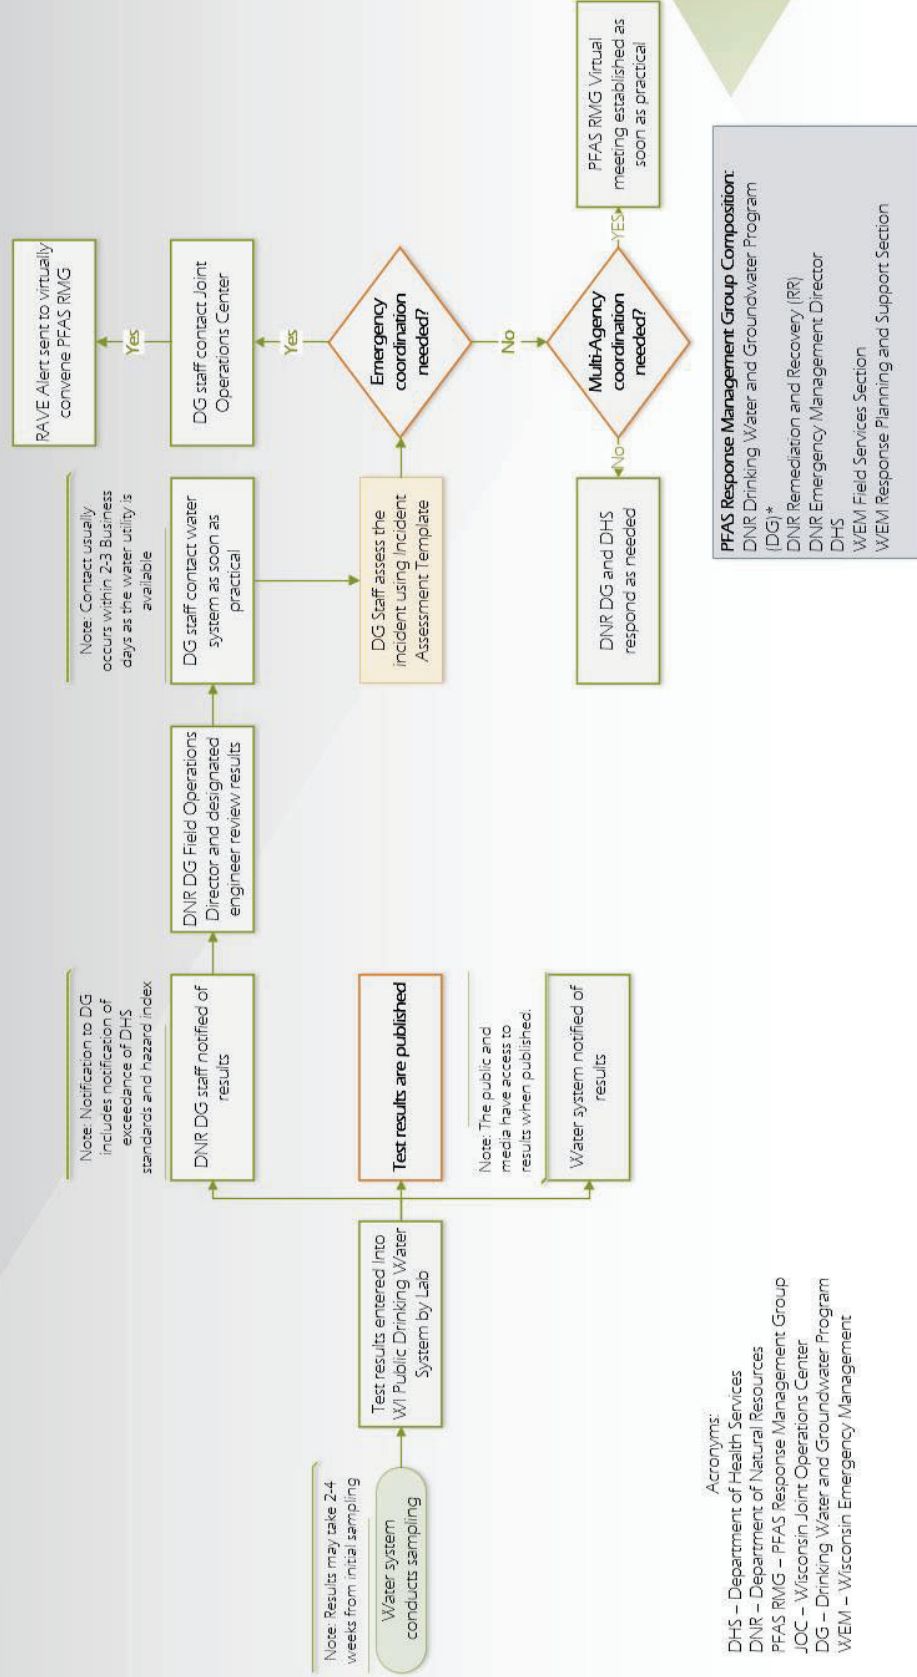 Note: Results may take 2-4
weeks from initial sampling
Water system
conducts sampling
Test results entered Into
WI Public Drinking Water
System by Lab
Note: Notification to DG
includes notification of
exceedance of DHS
standards and hazard index
DNR DG staff notified of
results
Test results are published
Note: The public and
media have access to
results when published.
Water system notified of
results
DNR DG Field Operations
Director and designated
engineer review results
Note: Contact usually
occurs within 2-3 Business
days as the water utility is
available
DG staff contact water
system as soon as
practical
DG Staff assess the
incident using Incident
Assessment Template
Emergency
coordination
needed?
Yes
DG staff contact Joint
Operations Center
Yes
RAVE Alert sent to virtually
convene PFAS RMG
No
Multi-Agency
coordination
needed?
No
DNR DG and DHS
respond as needed
YES
PFAS RMG Virtual
meeting established as
soon as practical
Acronyms:
DHS – Department of Health Services
DNR – Department of Natural Resources
PFAS RMG – PFAS Response Management Group
JOC – Wisconsin Joint Operations Center
DG – Drinking Water and Groundwater Program
WEM – Wisconsin Emergency Management
PFAS Response Management Group Composition:
DNR Drinking Water and Groundwater Program
(DG)*
DNR Remediation and Recovery (RR)
DNR Emergency Management Director
DHS
WEM Field Services Section
WEM Response Planning and Support Section